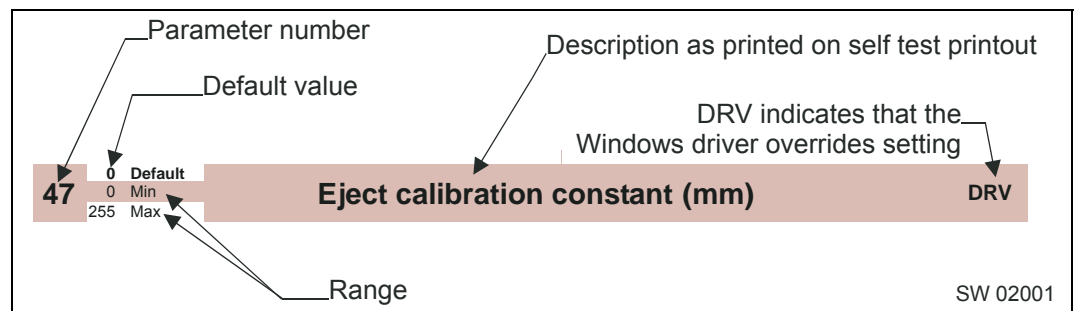 Parameter number
Description as printed on self test printout
Default value
DRV indicates that the
Windows driver overrides setting
47
0 Default
0 Min
255 Max
Eject calibration constant (mm)
DRV
Range
SW 02001